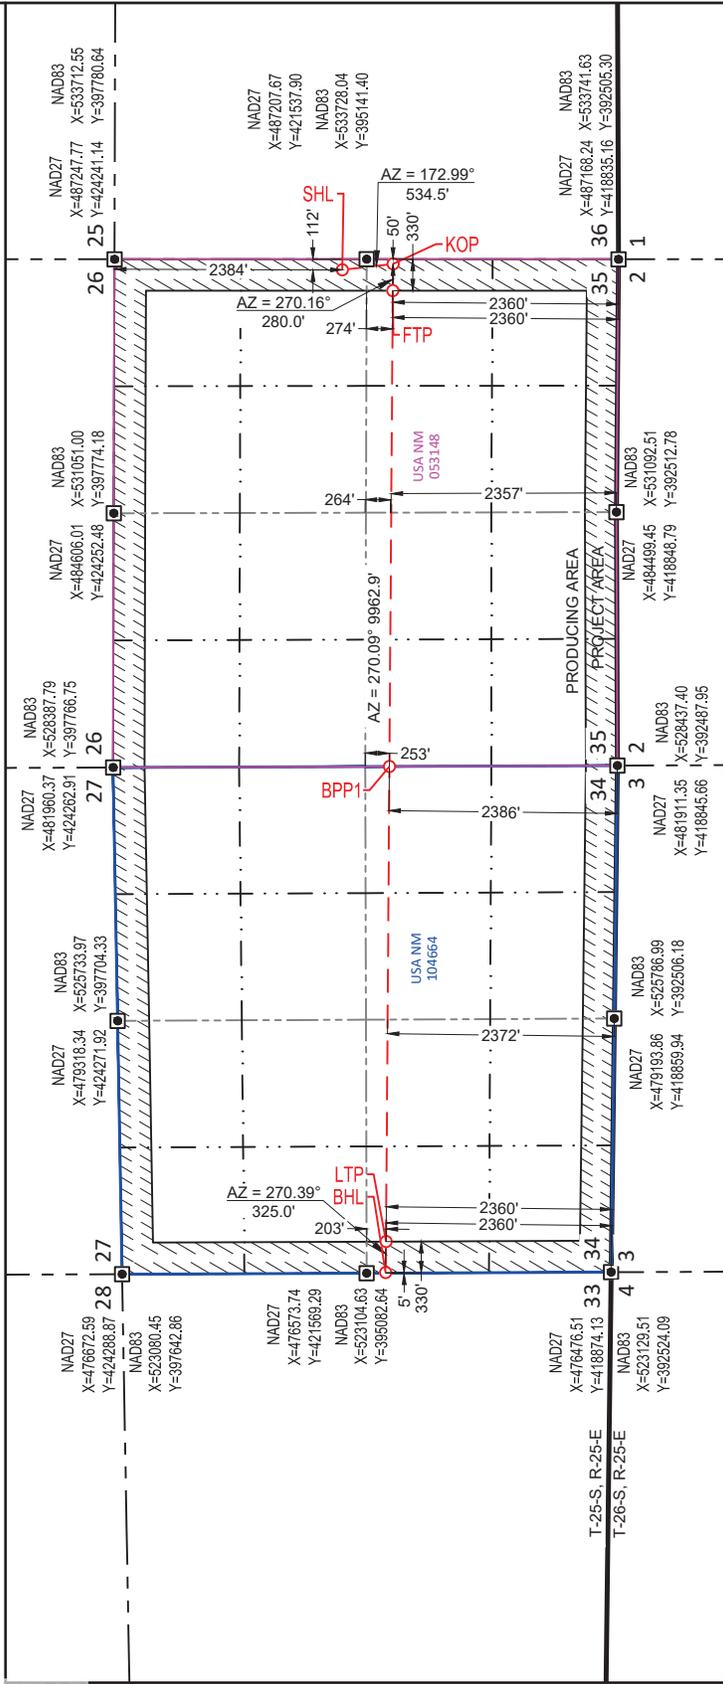 NAD83
X=533712.55
Y=397780.64
NAD27
X=487247.77
Y=424241.14
NAD27
X=487207.67
Y=421537.90
NAD83
X=533728.04
Y=395141.40
NAD83
X=533741.63
Y=392505.30
NAD27
X=487168.24
Y=418835.16
25
26
36
1
35
2
SHL
112'
AZ = 172.99°
534.5'
50'
330'
KOP
2384'
AZ = 270.16°
280.0'
274'
FTP
2360'
2360'
NAD83
X=531051.00
Y=397774.18
NAD27
X=484606.01
Y=424252.48
USA NM
053148
264'
2357'
NAD83
X=531092.51
Y=392512.78
NAD27
X=484499.45
Y=418848.79
AZ = 270.09° 9962.9'
PRODUCING AREA
PROJECT AREA
NAD83
X=528387.79
Y=397766.75
NAD27
X=481960.37
Y=424262.91
26
27
253'
BPP1
35
2
34
3
NAD83
X=528437.40
Y=392487.95
NAD27
X=481911.35
Y=418845.66
2386'
USA NM
104664
NAD83
X=525733.97
Y=397704.33
NAD27
X=479318.34
Y=424271.92
2372'
NAD83
X=525786.99
Y=392506.18
NAD27
X=479193.86
Y=418859.94
LTP
BHL
AZ = 270.39°
325.0'
203'
2360'
2360'
27
28
34
3
33
4
5'
330'
NAD27
X=476672.59
Y=424288.87
NAD83
X=523080.45
Y=397642.86
NAD27
X=476573.74
Y=421569.29
NAD83
X=523104.63
Y=395082.64
NAD27
X=476476.51
Y=418874.13
NAD83
X=523129.51
Y=392524.09
T-25-S, R-25-E
T-26-S, R-25-E